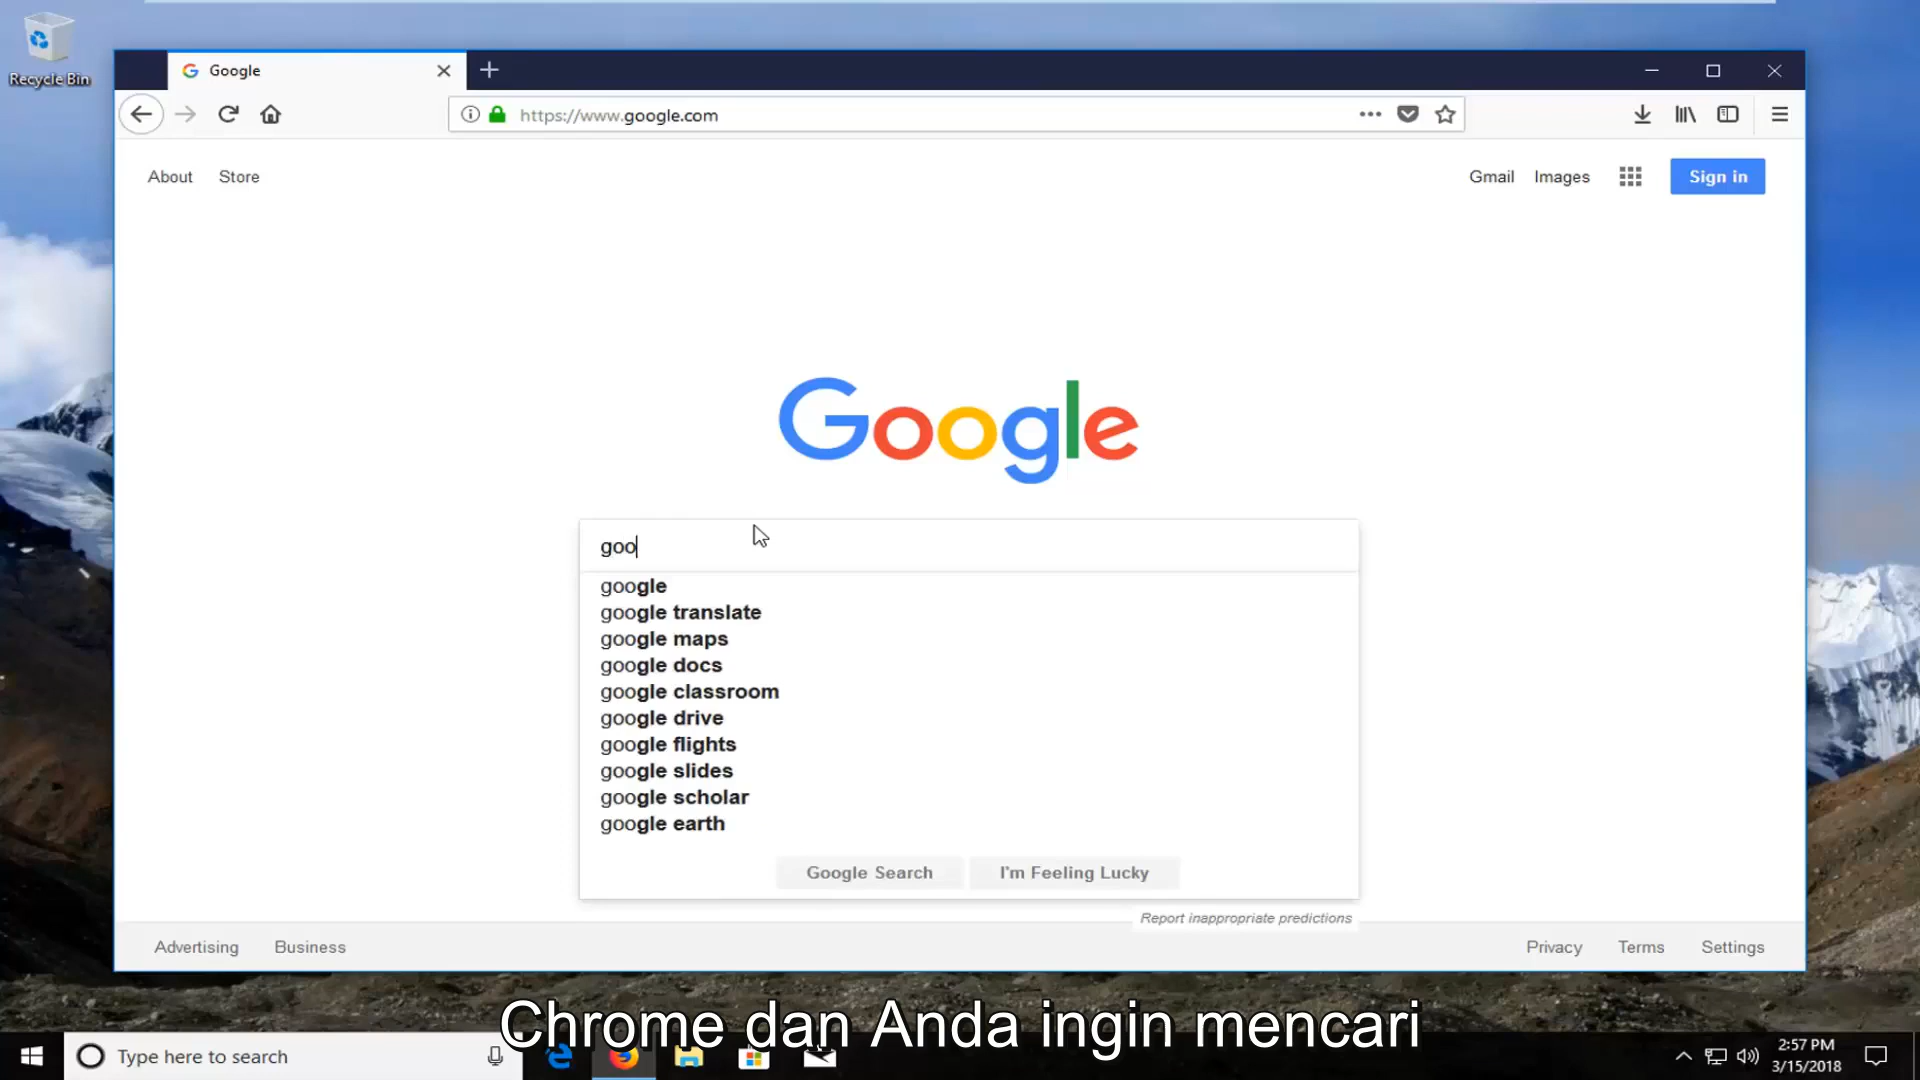 Recycle Bin
Google
https://www.google.com
About Store Gmail Images Sign in
Google
goo
google
google translate
google maps
google docs
google classroom
google drive
google flights
google slides
google scholar
google earth
Google Search I'm Feeling Lucky
Report inappropriate predictions
Advertising Business Privacy Terms Settings
Chrome dan Anda ingin mencari
Type here to search
2:57 PM
3/15/2018